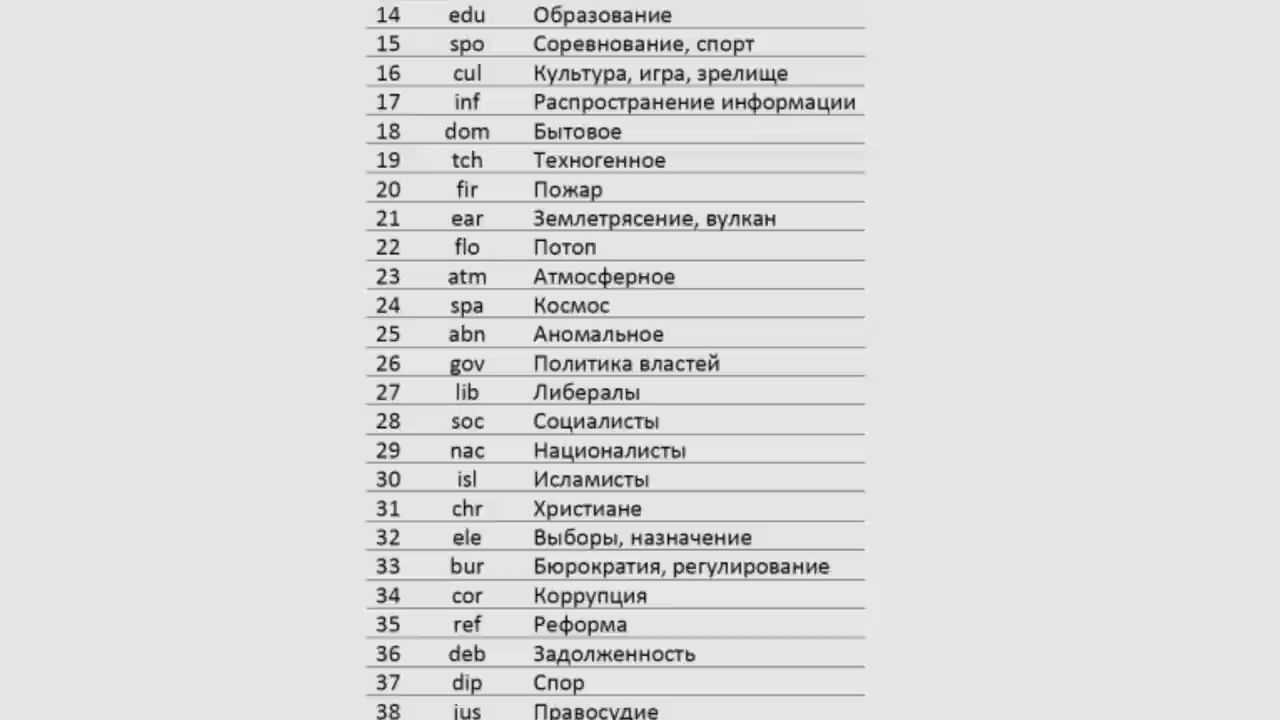 14 edu Образование
15 spo Соревнование, спорт
16 cul Культура, игра, зрелище
17 inf Распространение информации
18 dom Бытовое
19 tch Техногенное
20 fir Пожар
21 ear Землетрясение, вулкан
22 flo Потоп
23 atm Атмосферное
24 spa Космос
25 abn Аномальное
26 gov Политика властей
27 lib Либералы
28 soc Социалисты
29 nac Националисты
30 isl Исламисты
31 chr Христиане
32 ele Выборы, назначение
33 bur Бюрократия, регулирование
34 cor Коррупция
35 ref Реформа
36 deb Задолженность
37 dip Спор
38 jus Правосудие